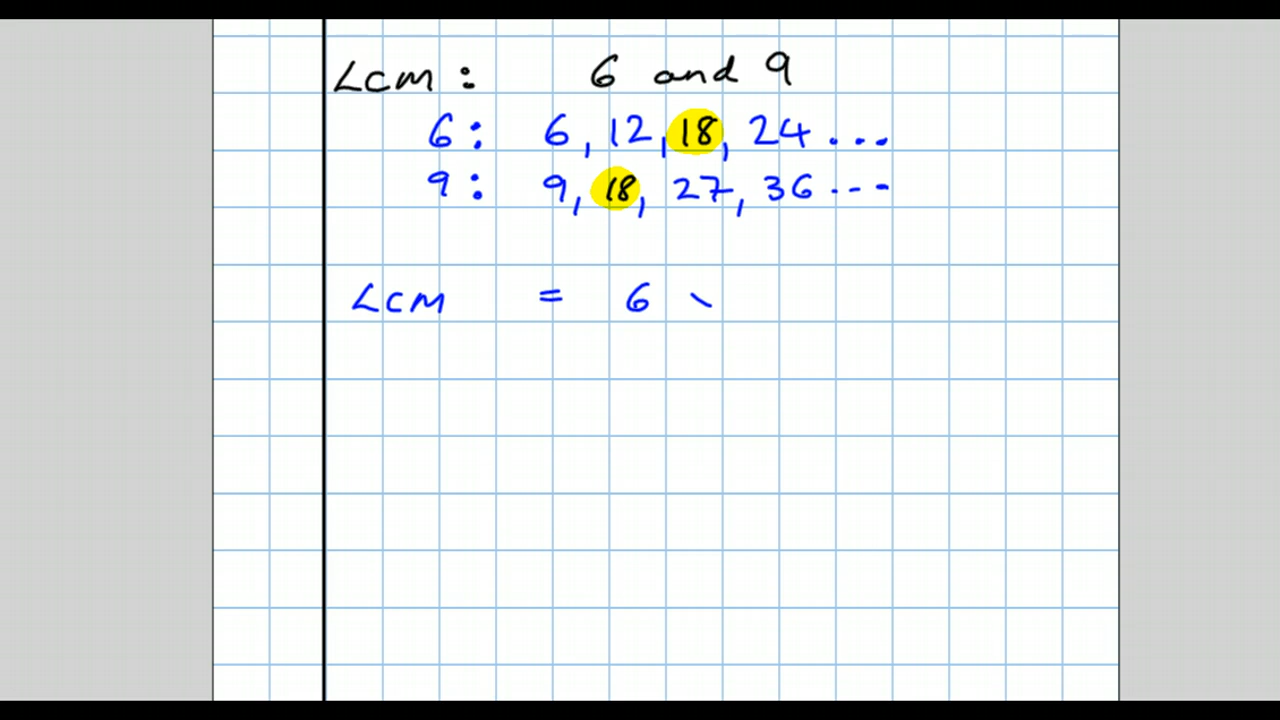 LCM: 6 and 9
6: 6, 12, 18, 24 ...
9: 9, 18, 27, 36 ...
LCM = 6